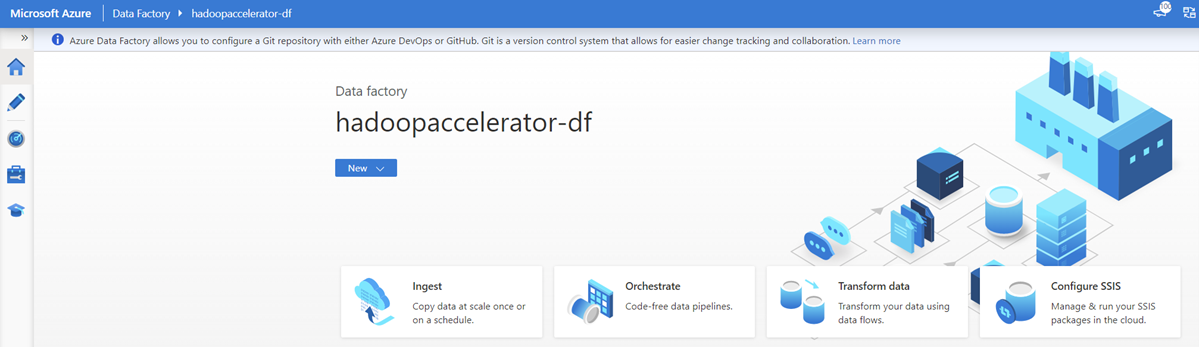 Microsoft Azure
Data Factory
hadoopaccelerator-df
100
»
Azure Data Factory allows you to configure a Git repository with either Azure DevOps or GitHub. Git is a version control system that allows for easier change tracking and collaboration. Learn more
Data factory
hadoopaccelerator-df
New
Ingest
Copy data at scale once or
on a schedule.
Orchestrate
Code-free data pipelines.
Transform data
Transform your data using
data flows.
Configure SSIS
Manage & run your SSIS
packages in the cloud.